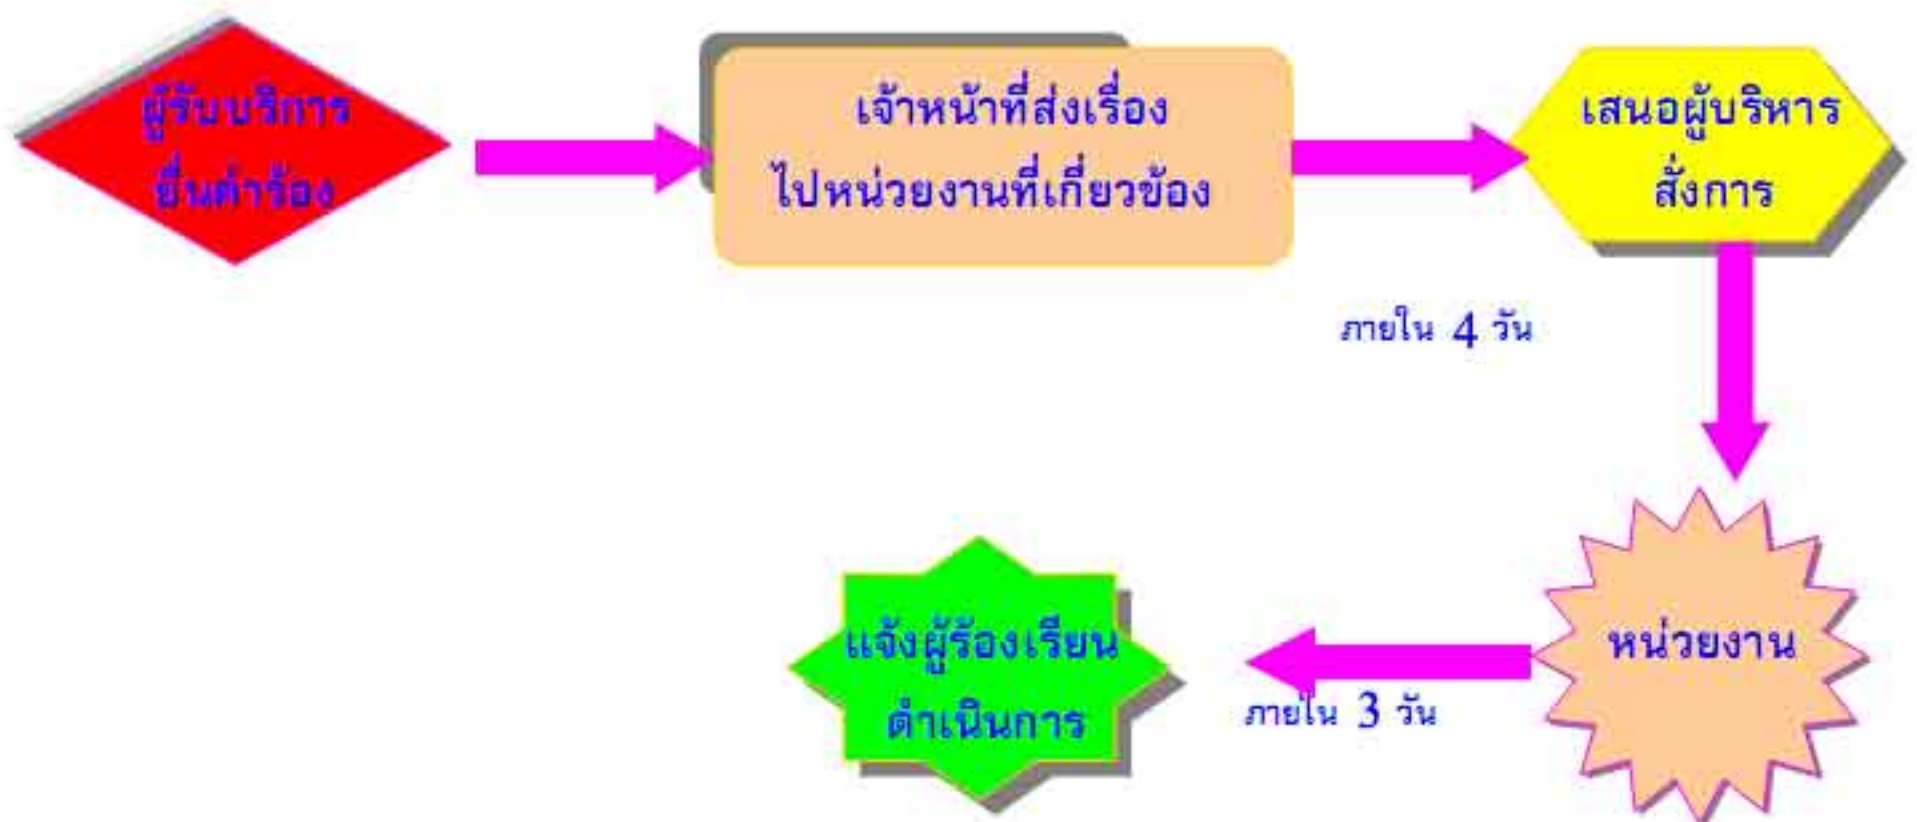 ผู้รับบริการ
ยื่นคำร้อง
เจ้าหน้าที่ส่งเรื่อง
ไปหน่วยงานที่เกี่ยวข้อง
เสนอผู้บริหาร
สั่งการ
ภายใน 4 วัน
หน่วยงาน
ภายใน 3 วัน
แจ้งผู้ร้องเรียน
ดำเนินการ